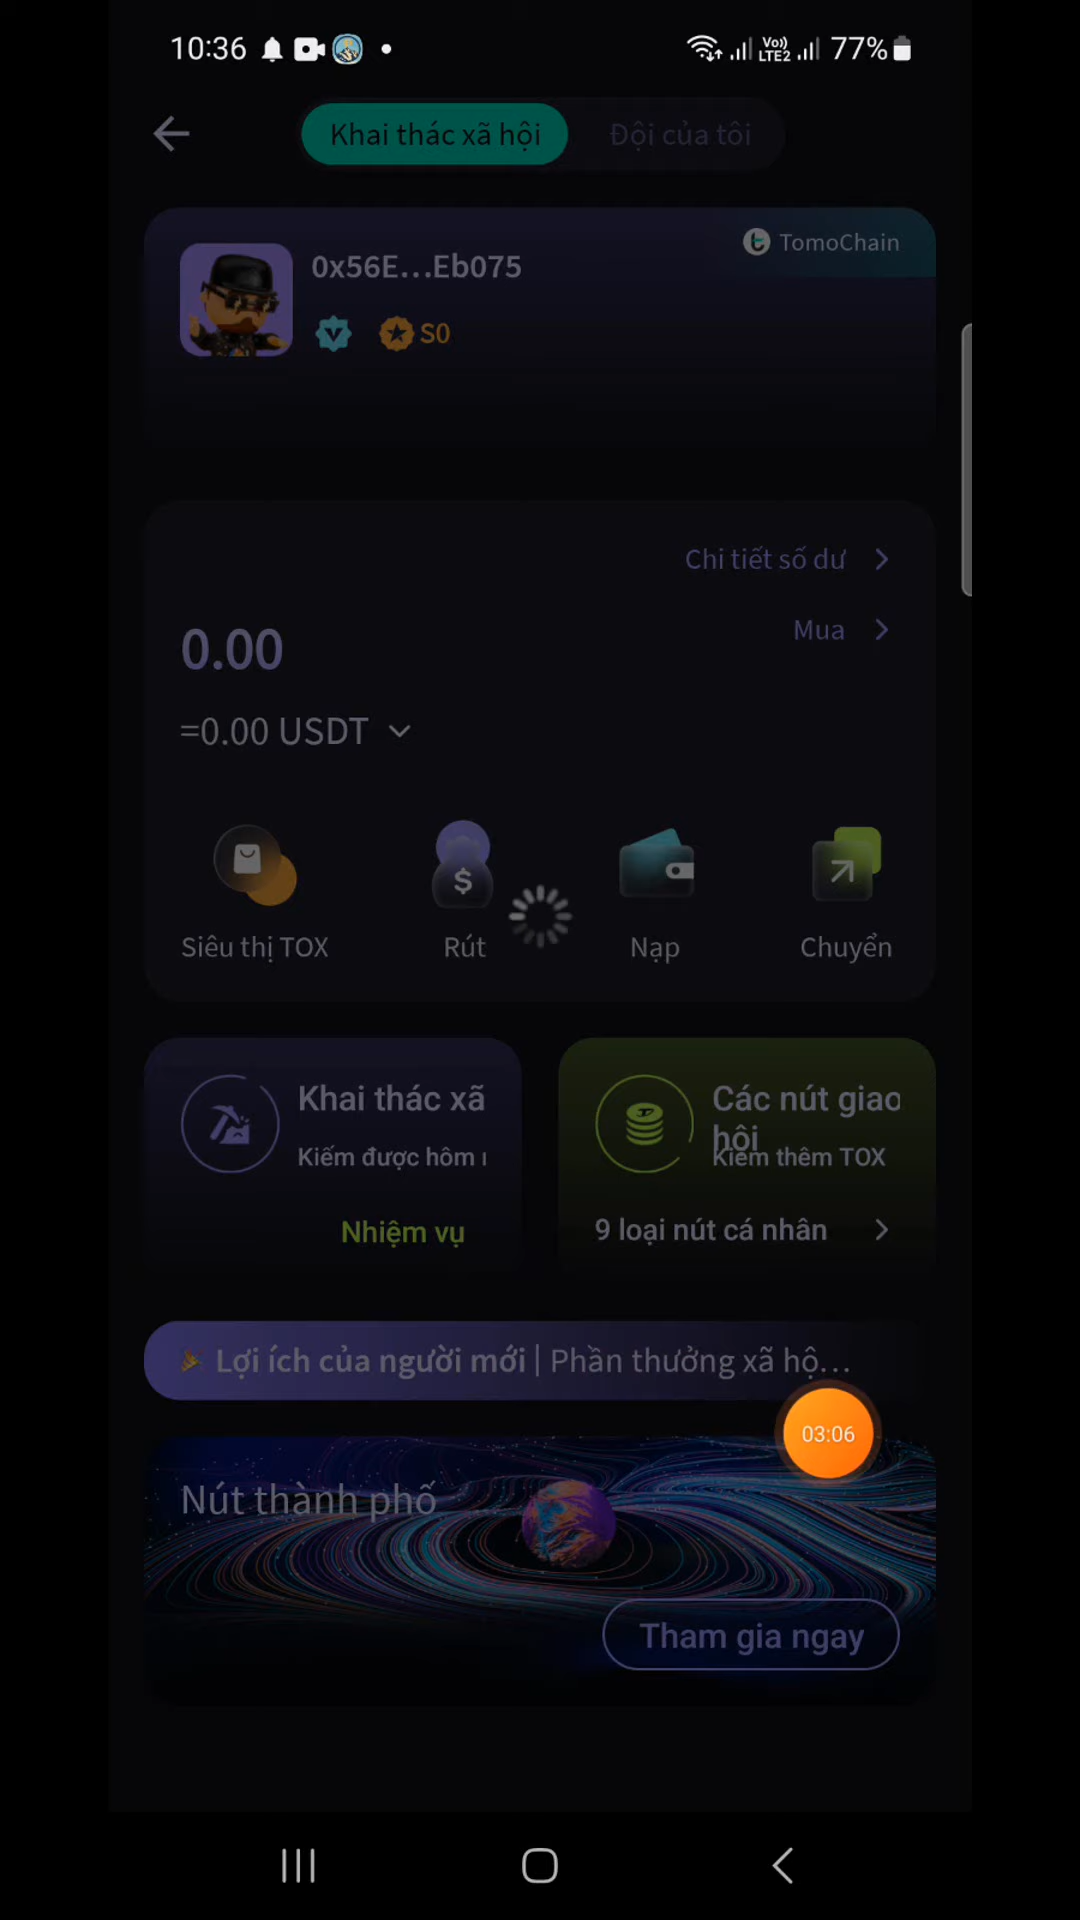 10:36
Vo)) LTE2
77%
Khai thác xã hội
Đội của tôi
TomoChain
0x56E...Eb075
S0
Chi tiết số dư
Mua
0.00
=0.00 USDT
Siêu thị TOX
Rút
Nạp
Chuyển
Khai thác xã
Kiếm được hôm
Nhiệm vụ
Các nút giao
hội
Kiếm thêm TOX
9 loại nút cá nhân
Lợi ích của người mới | Phần thưởng xã hộ...
03:06
Nút thành phố
Tham gia ngay